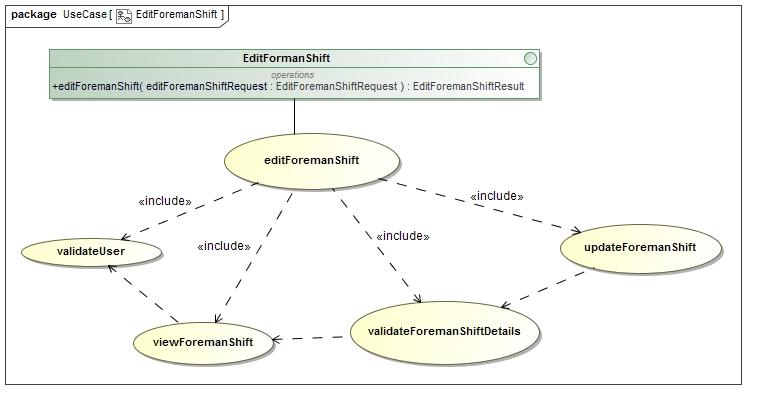 package UseCase [ EditForemanShift ]
EditFormanShift
operations
+editForemanShift( editForemanShiftRequest : EditForemanShiftRequest ) : EditForemanShiftResult
editForemanShift
«include»
«include»
«include»
«include»
validateUser
updateForemanShift
viewForemanShift
validateForemanShiftDetails